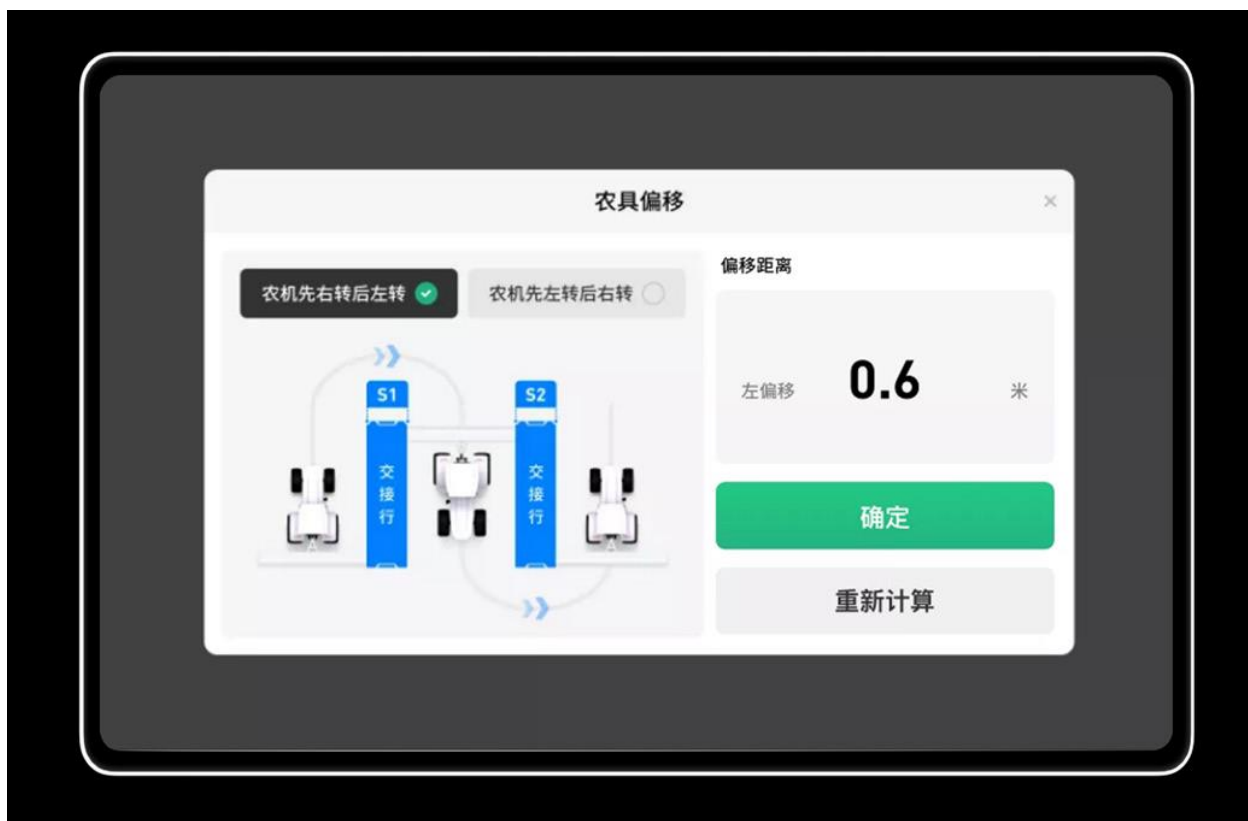 农具偏移
×
农机先右转后左转
农机先左转后右转
S1
交接行
S2
交接行
偏移距离
左偏移 0.6 米
确定
重新计算